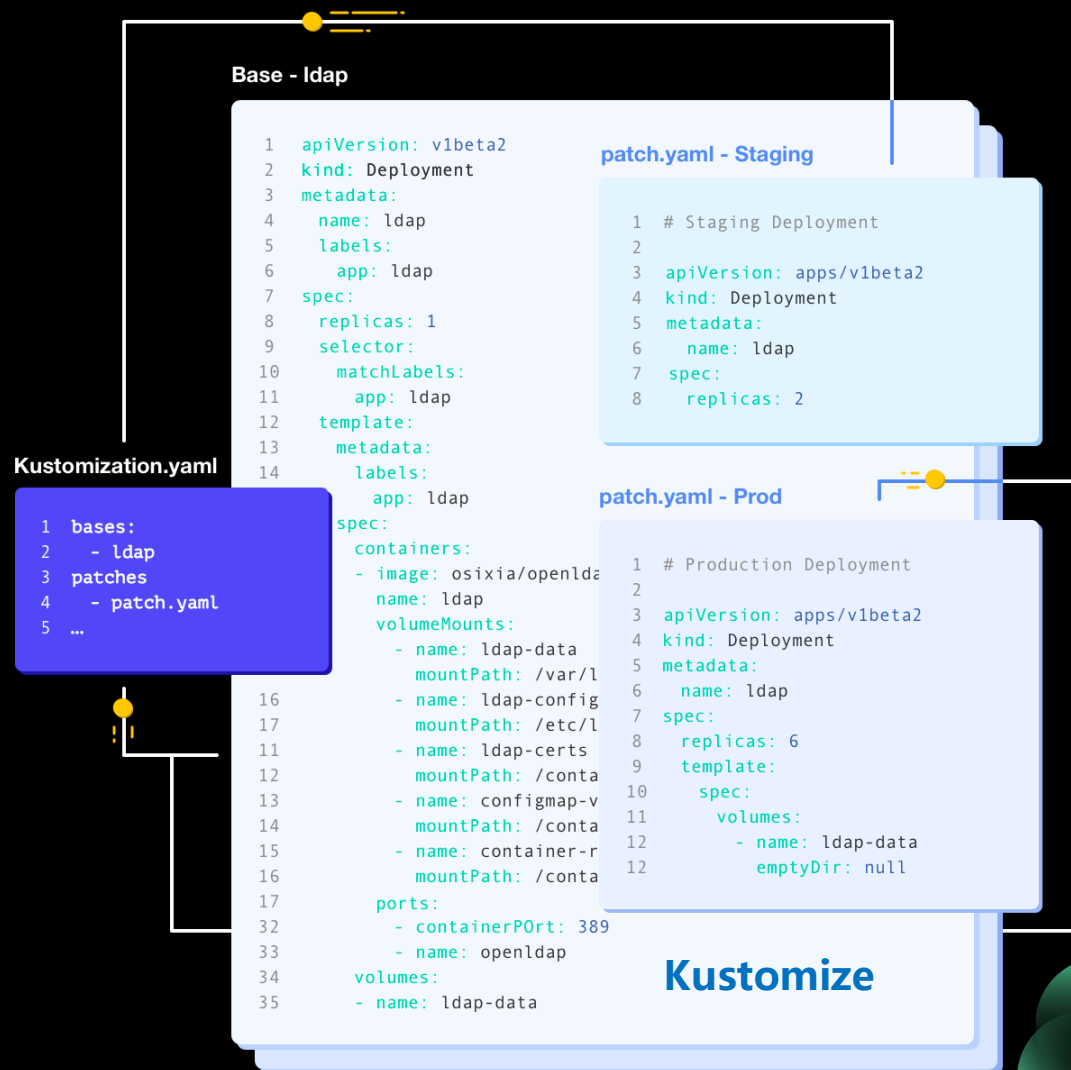 Base - ldap
1 apiVersion: v1beta2
2 kind: Deployment
3 metadata:
4 name: ldap
5 labels:
6 app: ldap
7 spec:
8 replicas: 1
9 selector:
10 matchLabels:
11 app: ldap
12 template:
13 metadata:
14 labels:
app: ldap
spec:
containers:
- image: osixia/openlda
name: ldap
volumeMounts:
- name: ldap-data
mountPath: /var/l
16 - name: ldap-config
17 mountPath: /etc/l
11 - name: ldap-certs
12 mountPath: /conta
13 - name: configmap-v
14 mountPath: /conta
15 - name: container-r
16 mountPath: /conta
17 ports:
32 - containerPOrt: 389
33 - name: openldap
34 volumes:
35 - name: ldap-data
patch.yaml - Staging
1 # Staging Deployment
2
3 apiVersion: apps/v1beta2
4 kind: Deployment
5 metadata:
6 name: ldap
7 spec:
8 replicas: 2
Kustomization.yaml
1 bases:
2 - ldap
3 patches
4 - patch.yaml
5 …
patch.yaml - Prod
1 # Production Deployment
2
3 apiVersion: apps/v1beta2
4 kind: Deployment
5 metadata:
6 name: ldap
7 spec:
8 replicas: 6
9 template:
10 spec:
11 volumes:
12 - name: ldap-data
12 emptyDir: null
Kustomize